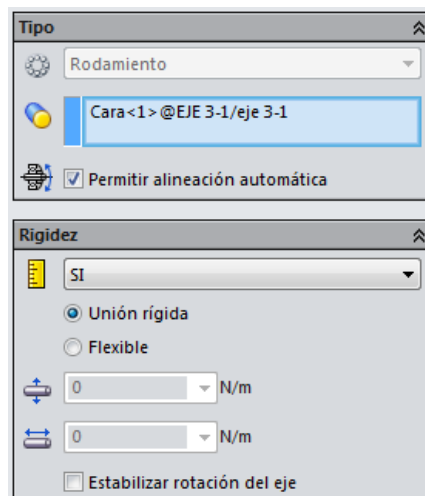 Tipo
Rodamiento
Cara<1>@EJE 3-1/eje 3-1
Permitir alineación automática
Rigidez
SI
Unión rígida
Flexible
0 N/m
0 N/m
Estabilizar rotación del eje